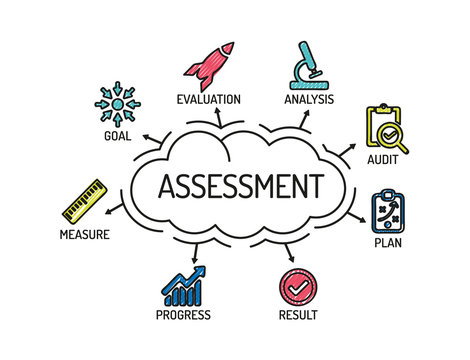 EVALUATION
ANALYSIS
GOAL
AUDIT
ASSESSMENT
MEASURE
PLAN
PROGRESS
RESULT